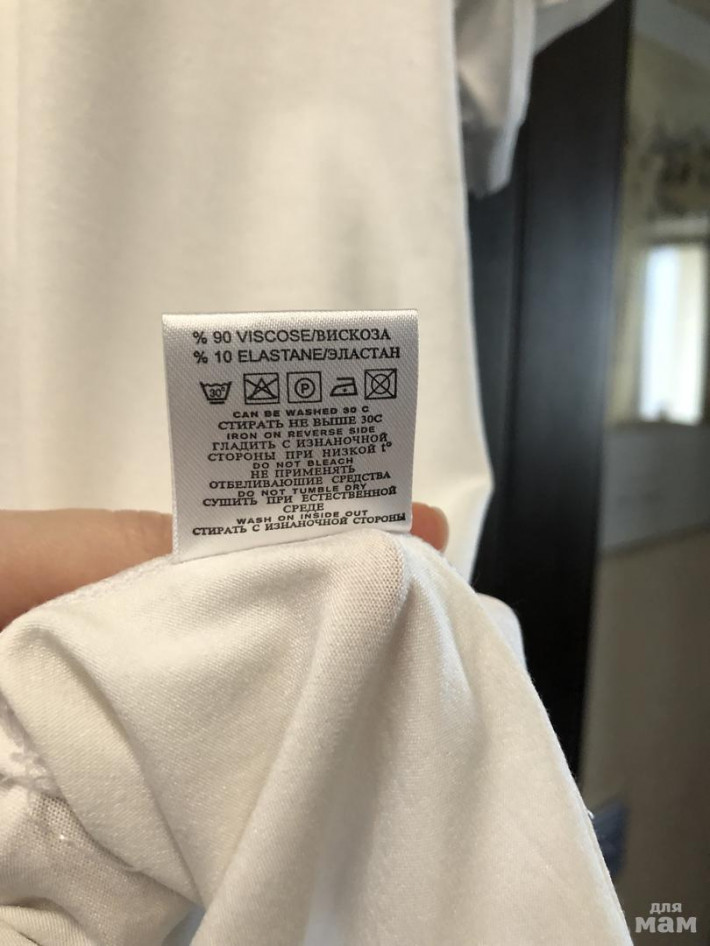 % 90 VISCOSE/ВИСКОЗА
% 10 ELASTANE/ЭЛАСТАН
30° P
CAN BE WASHED 30 C
СТИРАТЬ НЕ ВЫШЕ 30С
IRON ON REVERSE SIDE
ГЛАДИТЬ С ИЗНАНОЧНОЙ
СТОРОНЫ ПРИ НИЗКОЙ t°
DO NOT BLEACH
НЕ ПРИМЕНЯТЬ
ОТБЕЛИВАЮЩИЕ СРЕДСТВА
DO NOT TUMBLE DRY
СУШИТЬ ПРИ ЕСТЕСТВЕННОЙ
СРЕДЕ
WASH ON INSIDE OUT
СТИРАТЬ С ИЗНАНОЧНОЙ СТОРОНЫ
для
мам